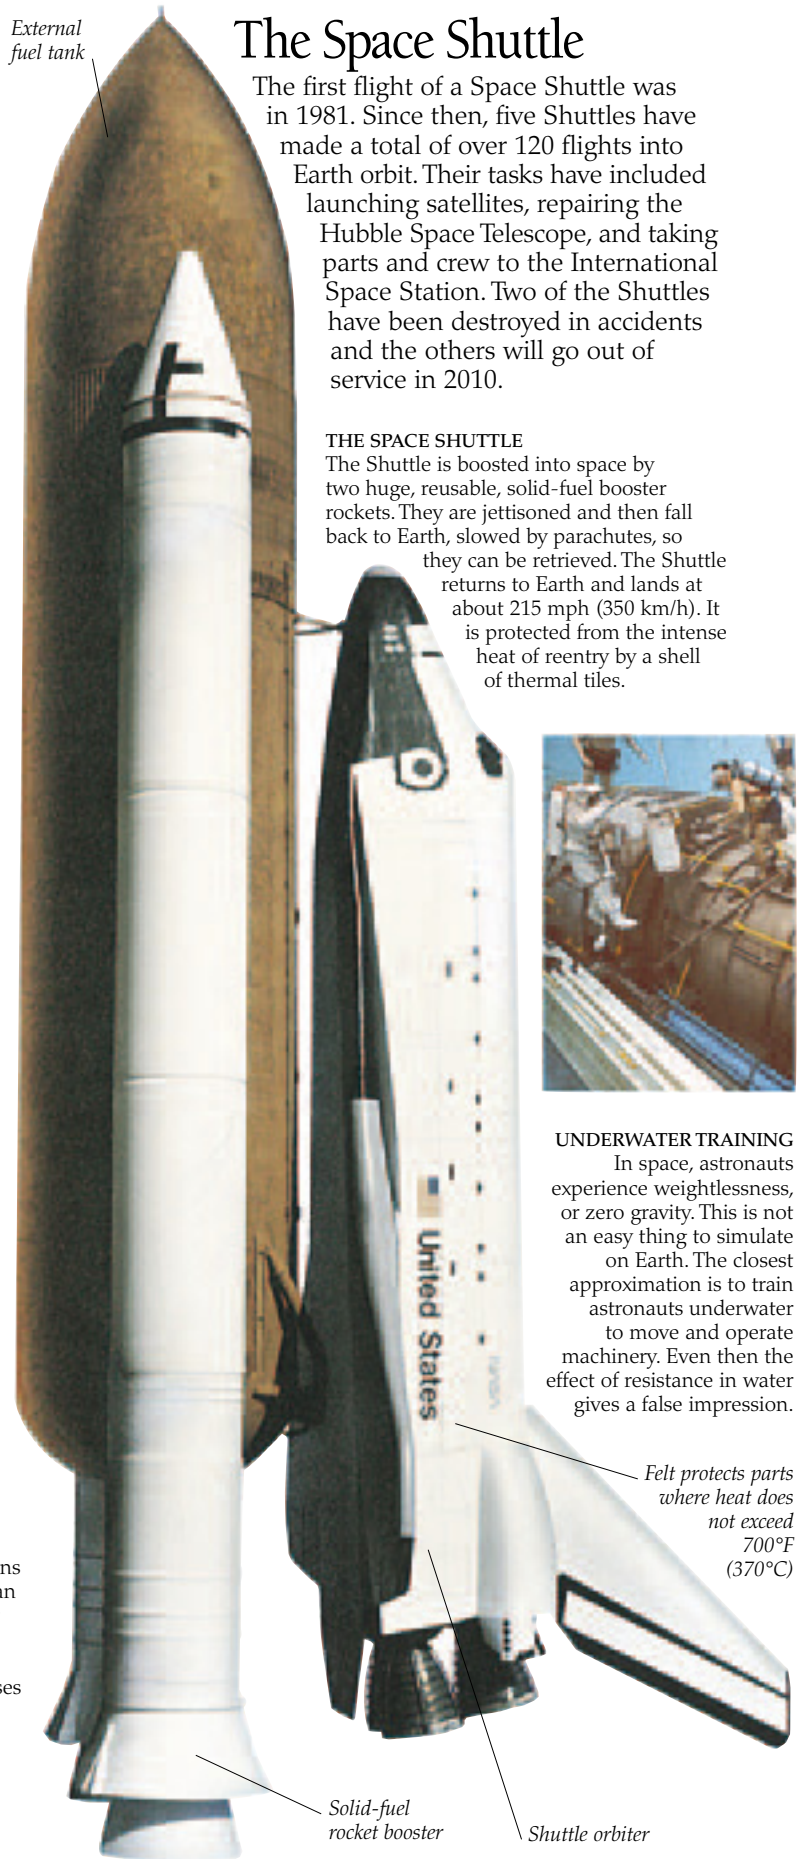 External
fuel tank
The Space Shuttle
The first flight of a Space Shuttle was
in 1981. Since then, five Shuttles have
made a total of over 120 flights into
Earth orbit. Their tasks have included
launching satellites, repairing the
Hubble Space Telescope, and taking
parts and crew to the International
Space Station. Two of the Shuttles
have been destroyed in accidents
and the others will go out of
service in 2010.
THE SPACE SHUTTLE
The Shuttle is boosted into space by
two huge, reusable, solid-fuel booster
rockets. They are jettisoned and then fall
back to Earth, slowed by parachutes, so
they can be retrieved. The Shuttle
returns to Earth and lands at
about 215 mph (350 km/h). It
is protected from the intense
heat of reentry by a shell
of thermal tiles.
UNDERWATER TRAINING
In space, astronauts
experience weightlessness,
or zero gravity. This is not
an easy thing to simulate
on Earth. The closest
approximation is to train
astronauts underwater
to move and operate
machinery. Even then the
effect of resistance in water
gives a false impression.
United States
NASA
Felt protects parts
where heat does
not exceed
700°F
(370°C)
ns
an
ses
Solid-fuel
rocket booster
Shuttle orbiter